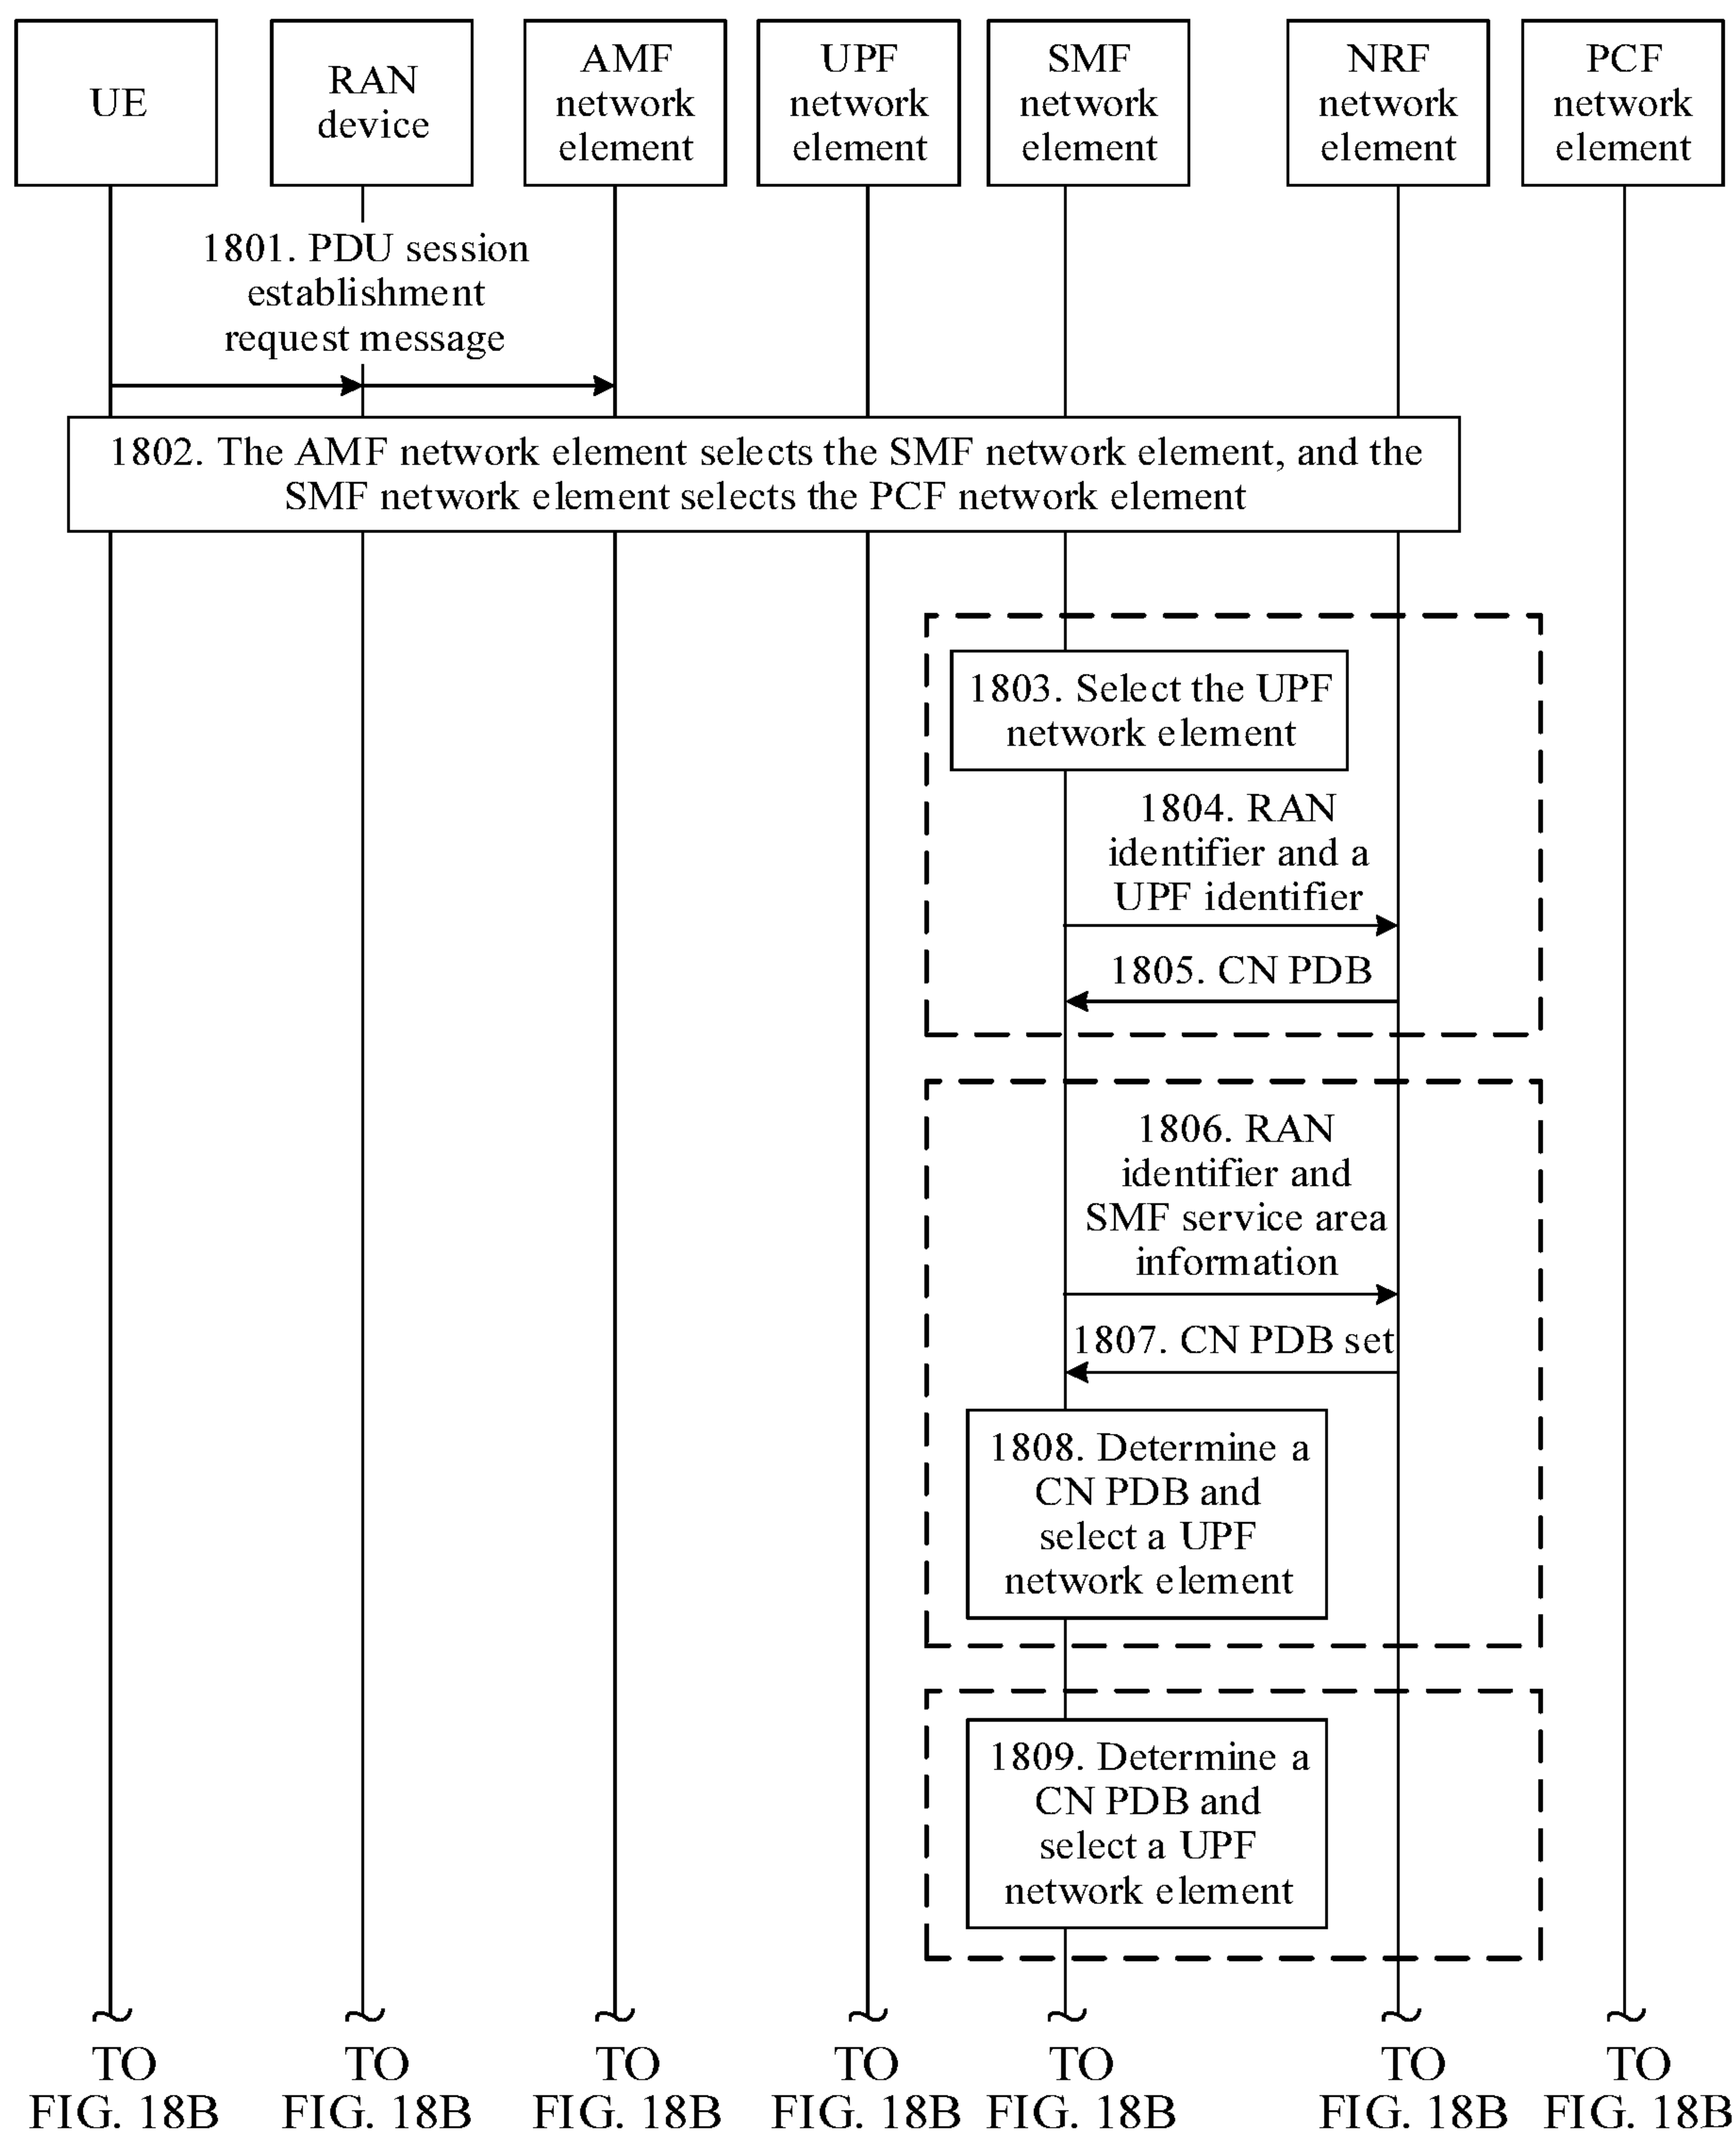 UE
RAN
device
AMF
network
element
UPF
network
element
SMF
network
element
NRF
network
element
PCF
network
element
1801. PDU session
establishment
request message
1802. The AMF network element selects the SMF network element, and the
SMF network element selects the PCF network element
1803. Select the UPF
network element
1804. RAN
identifier and a
UPF identifier
1805. CN PDB
1806. RAN
identifier and
SMF service area
information
1807. CN PDB set
1808. Determine a
CN PDB and
select a UPF
network element
1809. Determine a
CN PDB and
select a UPF
network element
TO
FIG. 18B
TO
FIG. 18B
TO
FIG. 18B
TO
FIG. 18B
TO
FIG. 18B
TO
FIG. 18B
TO
FIG. 18B